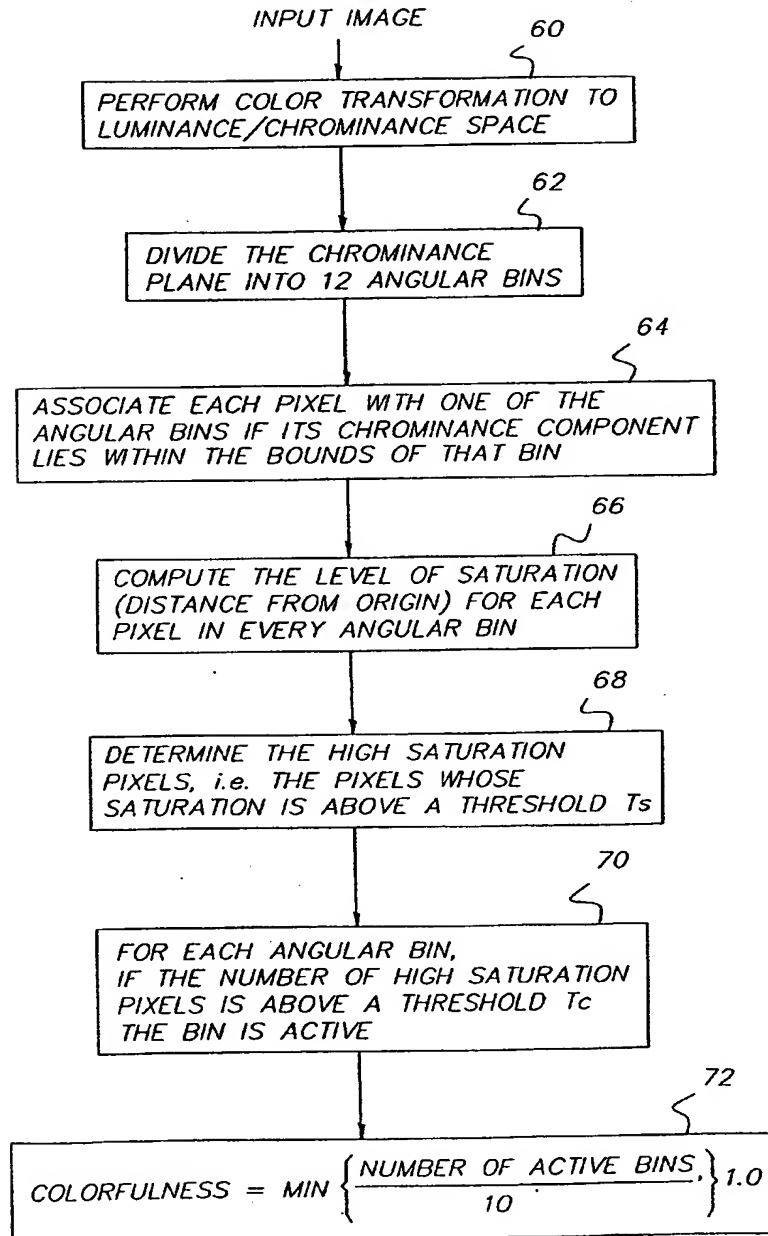 INPUT IMAGE
60
PERFORM COLOR TRANSFORMATION TO
LUMINANCE/CHROMINANCE SPACE
62
DIVIDE THE CHROMINANCE
PLANE INTO 12 ANGULAR BINS
64
ASSOCIATE EACH PIXEL WITH ONE OF THE
ANGULAR BINS IF ITS CHROMINANCE COMPONENT
LIES WITHIN THE BOUNDS OF THAT BIN
66
COMPUTE THE LEVEL OF SATURATION
(DISTANCE FROM ORIGIN) FOR EACH
PIXEL IN EVERY ANGULAR BIN
68
DETERMINE THE HIGH SATURATION
PIXELS, i.e. THE PIXELS WHOSE
SATURATION IS ABOVE A THRESHOLD Ts
70
FOR EACH ANGULAR BIN,
IF THE NUMBER OF HIGH SATURATION
PIXELS IS ABOVE A THRESHOLD Tc
THE BIN IS ACTIVE
72
COLORFULNESS = MIN { NUMBER OF ACTIVE BINS, / 10 } 1.0